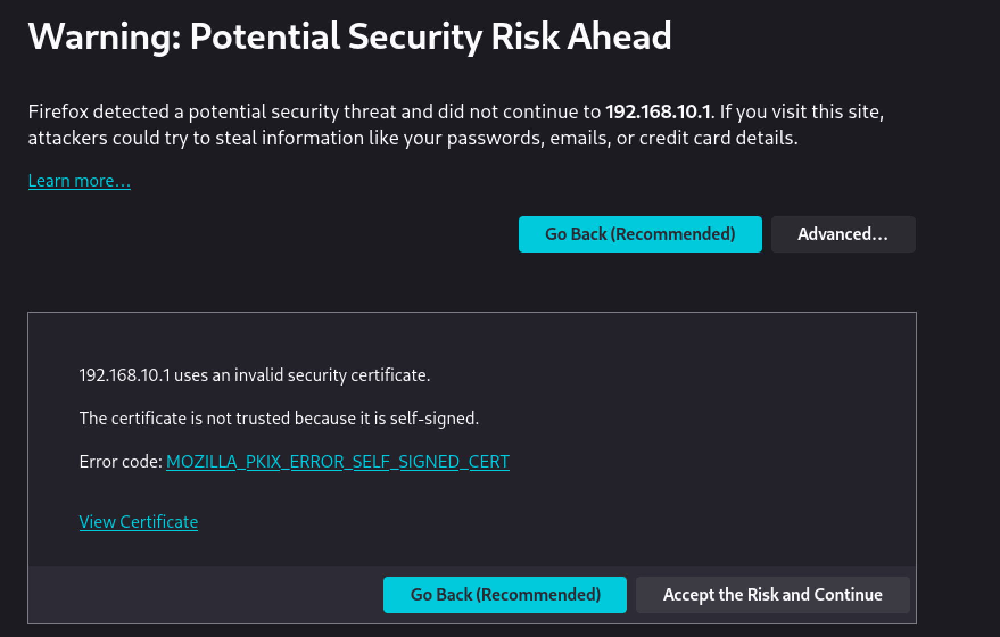 Warning: Potential Security Risk Ahead
Firefox detected a potential security threat and did not continue to 192.168.10.1. If you visit this site,
attackers could try to steal information like your passwords, emails, or credit card details.
Learn more…
Go Back (Recommended)
Advanced…
192.168.10.1 uses an invalid security certificate.
The certificate is not trusted because it is self-signed.
Error code: MOZILLA_PKIX_ERROR_SELF_SIGNED_CERT
View Certificate
Go Back (Recommended)
Accept the Risk and Continue